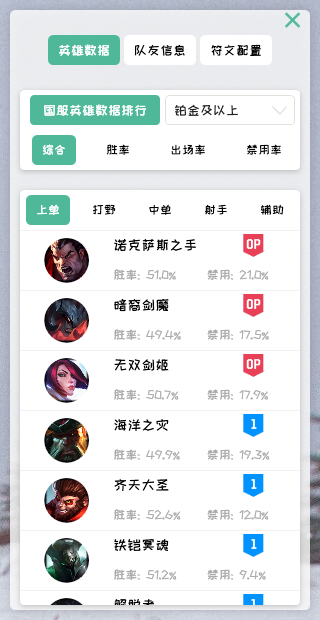 英雄数据 队友信息 符文配置
国服英雄数据排行 铂金及以上
综合 胜率 出场率 禁用率
上单 打野 中单 射手 辅助
诺克萨斯之手 OP
胜率: 51.0% 禁用: 21.0%
暗裔剑魔 OP
胜率: 49.4% 禁用: 17.5%
无双剑姬 OP
胜率: 50.7% 禁用: 17.9%
海洋之灾 1
胜率: 49.9% 禁用: 19.3%
齐天大圣 1
胜率: 52.6% 禁用: 12.0%
铁铠冥魂 1
胜率: 51.2% 禁用: 9.4%
解脱者 1